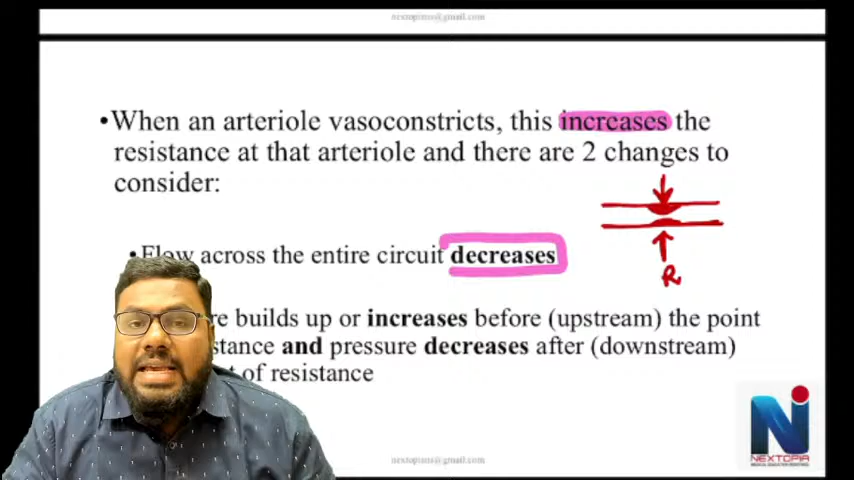 nextopians@gmail.com
•When an arteriole vasoconstricts, this increases the
resistance at that arteriole and there are 2 changes to
consider:
•Flow across the entire circuit decreases
re builds up or increases before (upstream) the point
stance and pressure decreases after (downstream)
t of resistance
R
N
NEXTOPIA
nextopians@gmail.com